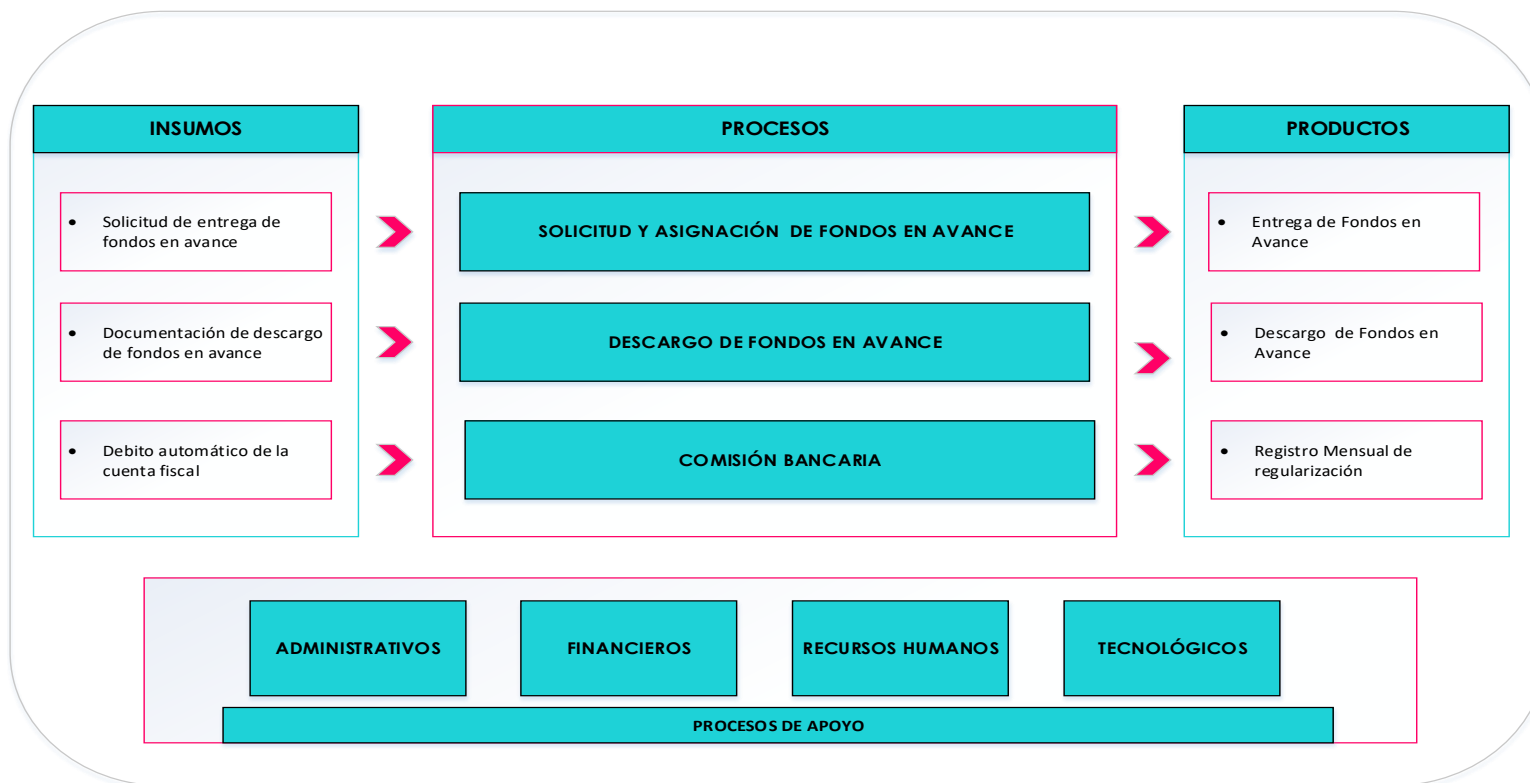 INSUMOS
PROCESOS
PRODUCTOS
• Solicitud de entrega de
fondos en avance
SOLICITUD Y ASIGNACIÓN DE FONDOS EN AVANCE
• Entrega de Fondos en
Avance
• Documentación de descargo
de fondos en avance
DESCARGO DE FONDOS EN AVANCE
• Descargo de Fondos en
Avance
• Debito automático de la
cuenta fiscal
COMISIÓN BANCARIA
• Registro Mensual de
regularización
ADMINISTRATIVOS
FINANCIEROS
RECURSOS HUMANOS
TECNOLÓGICOS
PROCESOS DE APOYO